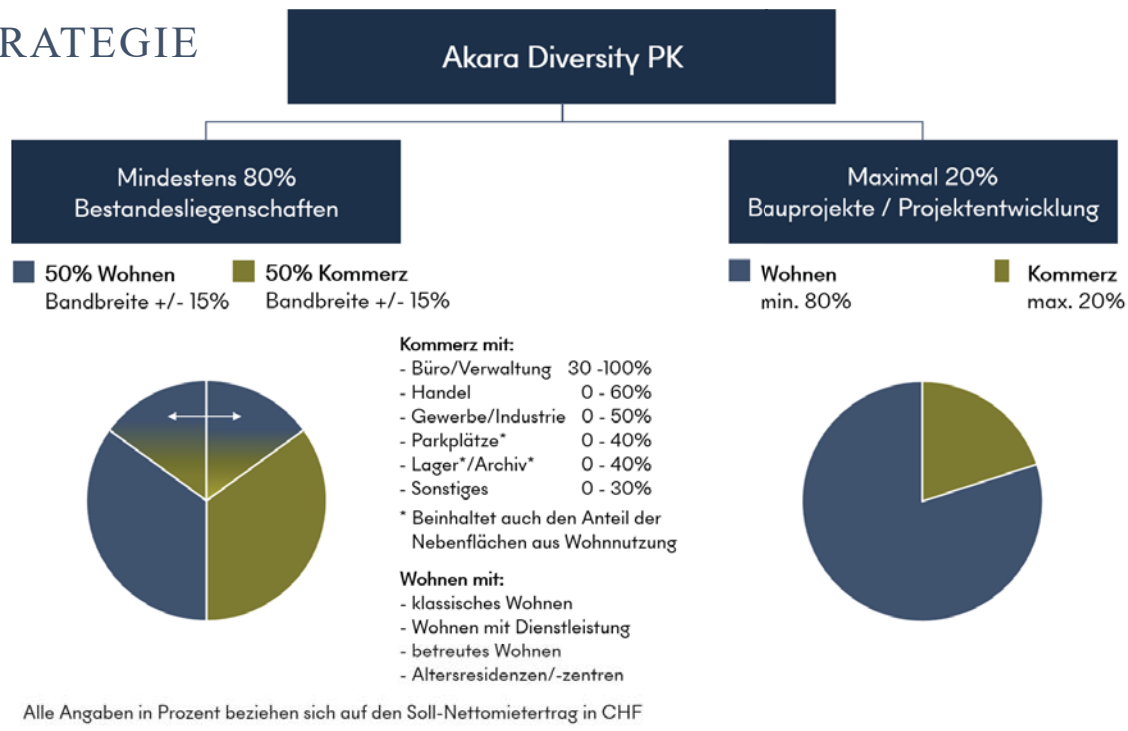 RATEGIE
Akara Diversity PK
Mindestens 80%
Bestandesliegenschaften
50% Wohnen
Bandbreite +/- 15%
50% Kommerz
Bandbreite +/- 15%
Maximal 20%
Bauprojekte / Projektentwicklung
Wohnen
min. 80%
Kommerz
max. 20%
Kommerz mit:
- Büro/Verwaltung 30 -100%
- Handel 0 - 60%
- Gewerbe/Industrie 0 - 50%
- Parkplätze* 0 - 40%
- Lager*/Archiv* 0 - 40%
- Sonstiges 0 - 30%
* Beinhaltet auch den Anteil der
Nebenflächen aus Wohnnutzung
Wohnen mit:
- klassisches Wohnen
- Wohnen mit Dienstleistung
- betreutes Wohnen
- Altersresidenzen/-zentren
Alle Angaben in Prozent beziehen sich auf den Soll-Nettomietertrag in CHF